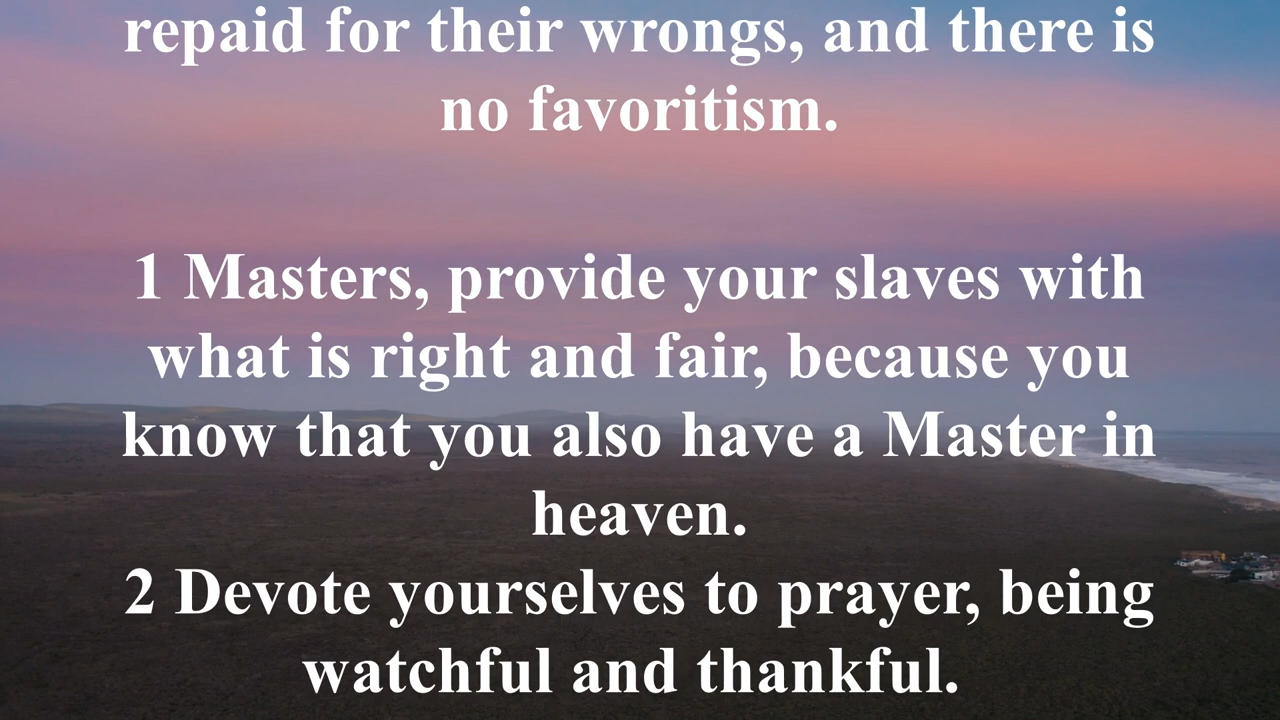 repaid for their wrongs, and there is
no favoritism.
1 Masters, provide your slaves with
what is right and fair, because you
know that you also have a Master in
heaven.
2 Devote yourselves to prayer, being
watchful and thankful.